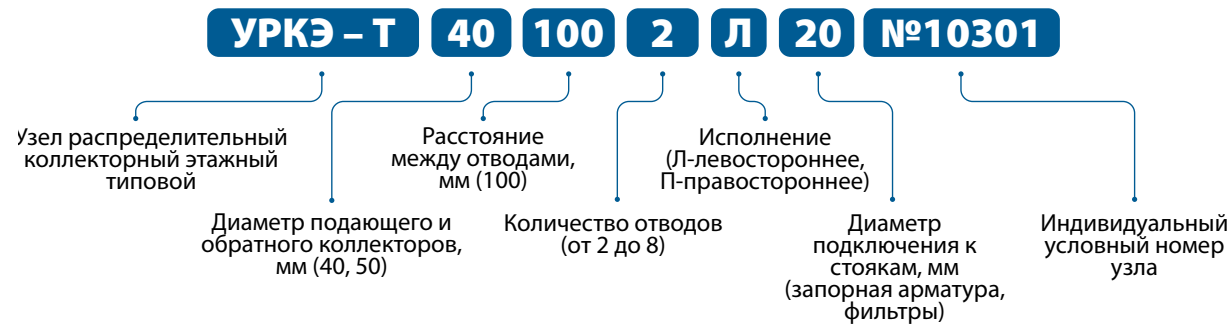 УРКЭ – Т 40 100 2 Л 20 №10301
Узел распределительный
коллекторный этажный
типовой
Диаметр подающего и
обратного коллекторов,
мм (40, 50)
Расстояние
между отводами,
мм (100)
Количество отводов
(от 2 до 8)
Исполнение
(Л-левостороннее,
П-правостороннее)
Диаметр
подключения к
стоякам, мм
(запорная арматура,
фильтры)
Индивидуальный
условный номер
узла